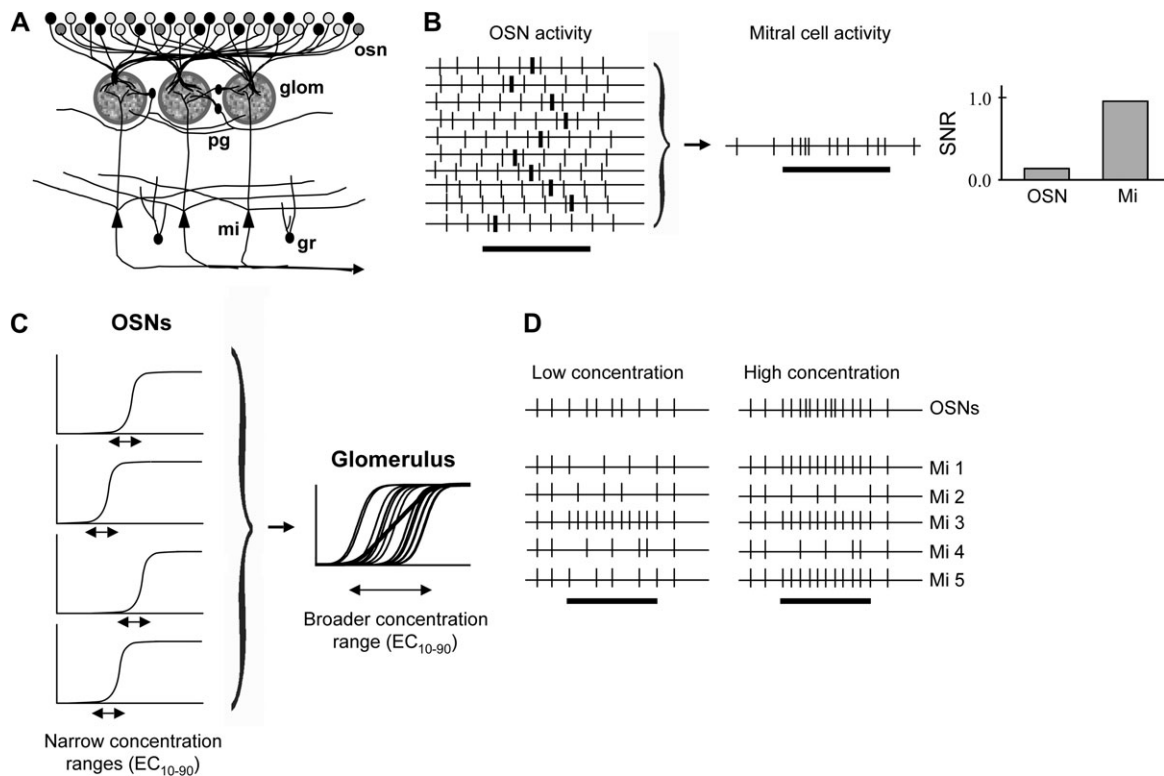 A
osn
glom
pg
mi
gr
B
OSN activity
Mitral cell activity
SNR
1.0
0.0
OSN
Mi
C
OSNs
Glomerulus
Broader concentration
range (EC10-90)
Narrow concentration
ranges (EC10-90)
D
Low concentration
High concentration
OSNs
Mi 1
Mi 2
Mi 3
Mi 4
Mi 5